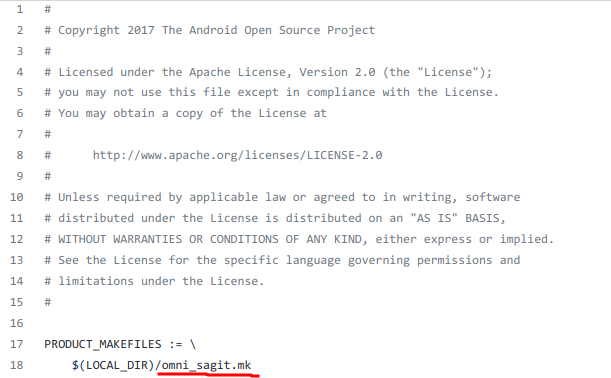 1 #
2 # Copyright 2017 The Android Open Source Project
3 #
4 # Licensed under the Apache License, Version 2.0 (the "License");
5 # you may not use this file except in compliance with the License.
6 # You may obtain a copy of the License at
7 #
8 #      http://www.apache.org/licenses/LICENSE-2.0
9 #
10 # Unless required by applicable law or agreed to in writing, software
11 # distributed under the License is distributed on an "AS IS" BASIS,
12 # WITHOUT WARRANTIES OR CONDITIONS OF ANY KIND, either express or implied.
13 # See the License for the specific language governing permissions and
14 # limitations under the License.
15 #
16
17 PRODUCT_MAKEFILES := \
18     $(LOCAL_DIR)/omni_sagit.mk